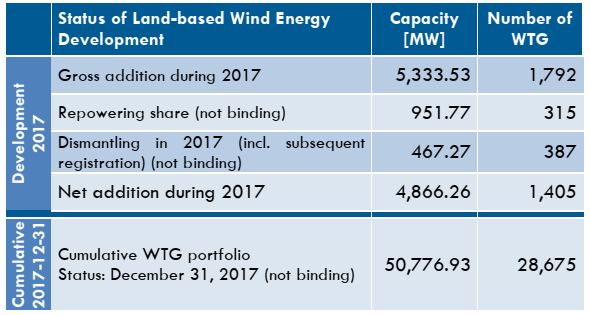 Status of Land-based Wind Energy Development
Capacity [MW]
Number of WTG
Development 2017
Gross addition during 2017 5,333.53 1,792
Repowering share (not binding) 951.77 315
Dismantling in 2017 (incl. subsequent
registration) (not binding) 467.27 387
Net addition during 2017 4,866.26 1,405
Cumulative 2017-12-31
Cumulative WTG portfolio
Status: December 31, 2017 (not binding) 50,776.93 28,675